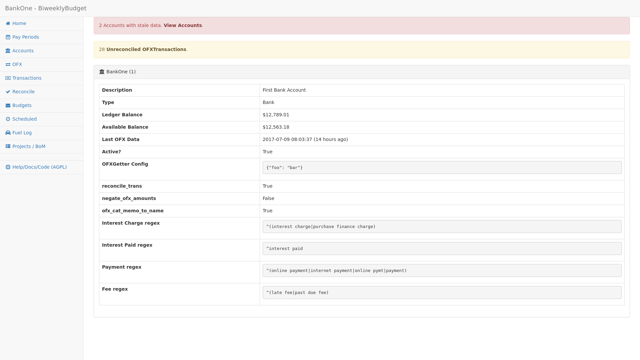 BankOne - BiweeklyBudget
2 Accounts with stale data. View Accounts.
Home
Pay Periods
Accounts
OFX
Transactions
Reconcile
Budgets
Scheduled
Fuel Log
Projects / BoM
Help/Docs/Code (AGPL)
28 Unreconciled OFXTransactions.
BankOne (1)
Description First Bank Account
Type Bank
Ledger Balance $12,789.01
Available Balance $12,563.18
Last OFX Data 2017-07-09 08:03:37 (14 hours ago)
Active? True
OFXGetter Config {"foo": "bar"}
reconcile_trans True
negate_ofx_amounts False
ofx_cat_memo_to_name True
Interest Charge regex ^(interest charge|purchase finance charge)
Interest Paid regex ^interest paid
Payment regex ^(online payment|internet payment|online pymt|payment)
Fee regex ^(late fee|past due fee)